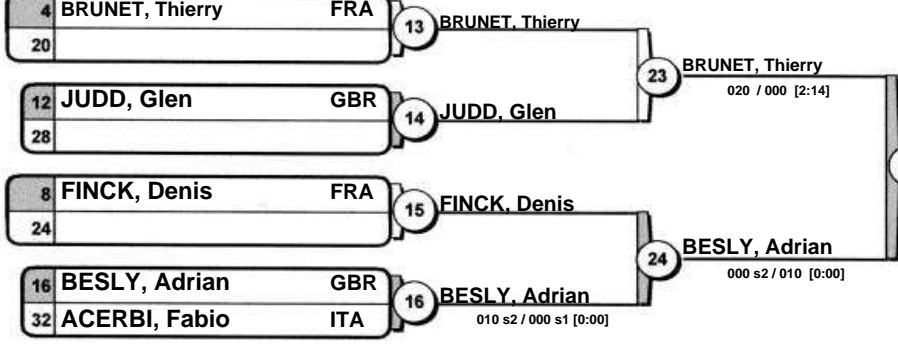 4 BRUNET, Thierry FRA
20
13
BRUNET, Thierry
12 JUDD, Glen GBR
28
14
JUDD, Glen
23
BRUNET, Thierry
020 / 000 [2:14]
8 FINCK, Denis FRA
24
15
FINCK, Denis
16 BESLY, Adrian GBR
32 ACERBI, Fabio ITA
16
BESLY, Adrian
010 s2 / 000 s1 [0:00]
24
BESLY, Adrian
000 s2 / 010 [0:00]